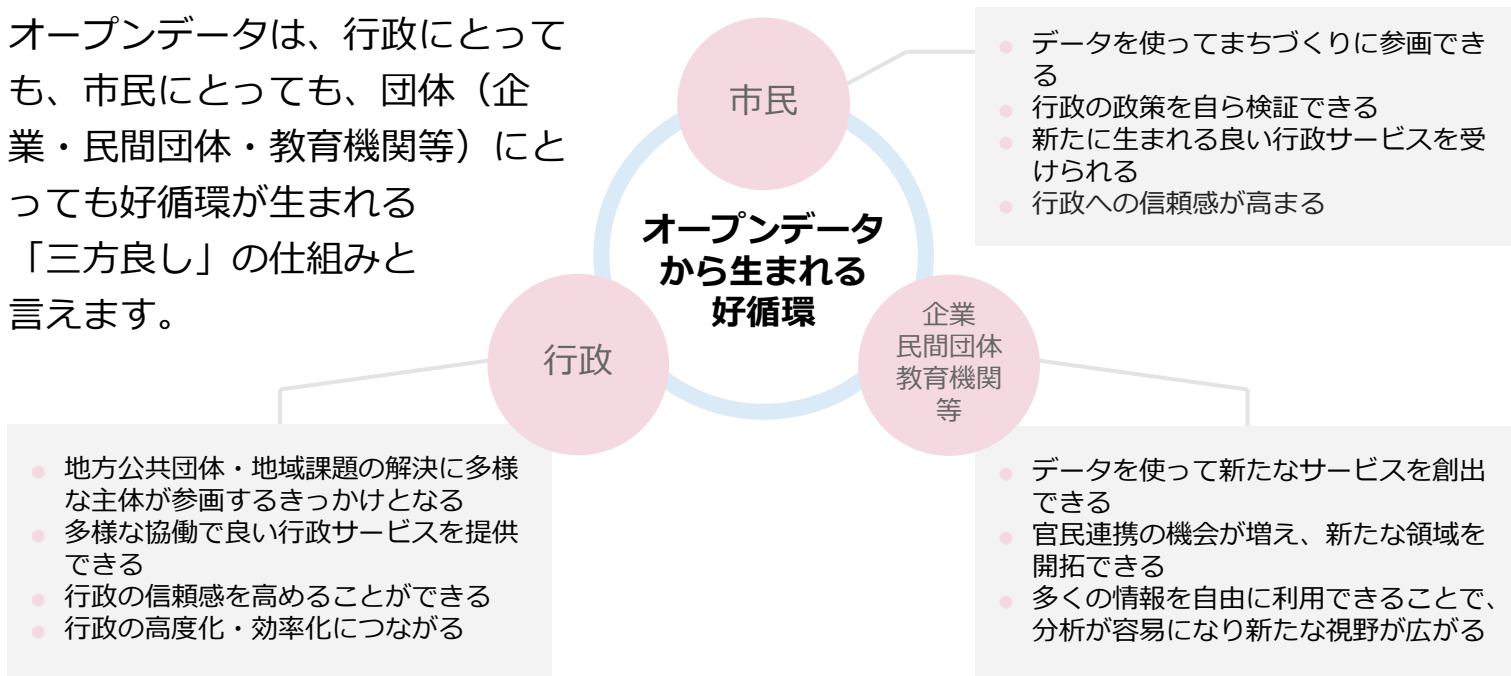 オープンデータは、行政にとって
も、市民にとっても、団体（企
業・民間団体・教育機関等）にと
っても好循環が生まれる
「三方良し」の仕組みと
言えます。
市民
● データを使ってまちづくりに参画でき
る
● 行政の政策を自ら検証できる
● 新たに生まれる良い行政サービスを受
けられる
● 行政への信頼感が高まる
オープンデータ
から生まれる
好循環
行政
企業
民間団体
教育機関
等
● 地方公共団体・地域課題の解決に多様
な主体が参画するきっかけとなる
● 多様な協働で良い行政サービスを提供
できる
● 行政の信頼感を高めることができる
● 行政の高度化・効率化につながる
● データを使って新たなサービスを創出
できる
● 官民連携の機会が増え、新たな領域を
開拓できる
● 多くの情報を自由に利用できることで、
分析が容易になり新たな視野が広がる